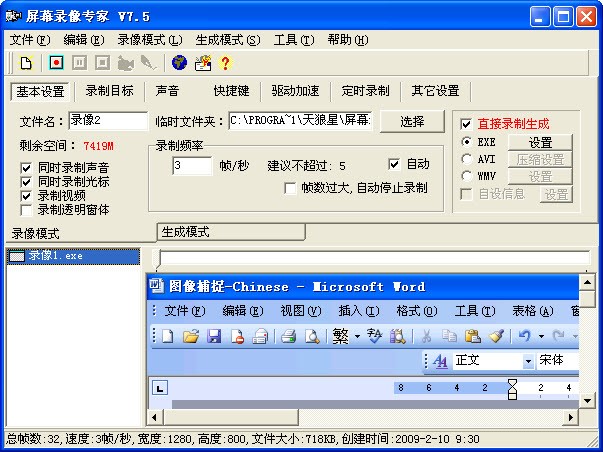 屏幕录像专家 V7.5
文件(F) 编辑(E) 录像模式(L) 生成模式(S) 工具(T) 帮助(H)
基本设置 录制目标 声音 快捷键 驱动加速 定时录制 其它设置
文件名: 录像2 临时文件夹: C:\PROGRA~1\天狼星\屏幕 选择
剩余空间: 7419M
同时录制声音
同时录制光标
录制视频
录制透明窗体
录制频率
3 帧/秒 建议不超过: 5 自动
帧数过大,自动停止录制
直接录制生成
EXE 设置
AVI 压缩设置
WMV 设置
自设信息 设置
录像模式 生成模式
录像1.exe
图像捕捉-Chinese - Microsoft Word
文件(F) 编辑(E) 视图(V) 插入(I) 格式(O) 工具(T) 表格(A)
繁
正文 宋体
L 8 6 4 2 2 4
总帧数:32,速度:3帧/秒,宽度:1280,高度:800,文件大小:718KB,创建时间:2009-2-10 9:30